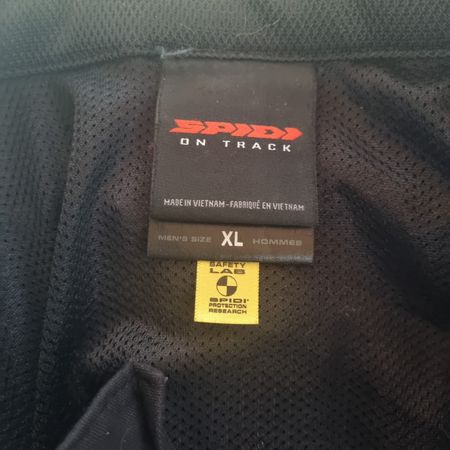 SPIDI
ON TRACK
MADE IN VIETNAM - FABRIQUÉ EN VIETNAM
MEN'S SIZE XL HOMMES
SAFETY
LAB
SPIDI
PROTECTION
RESEARCH